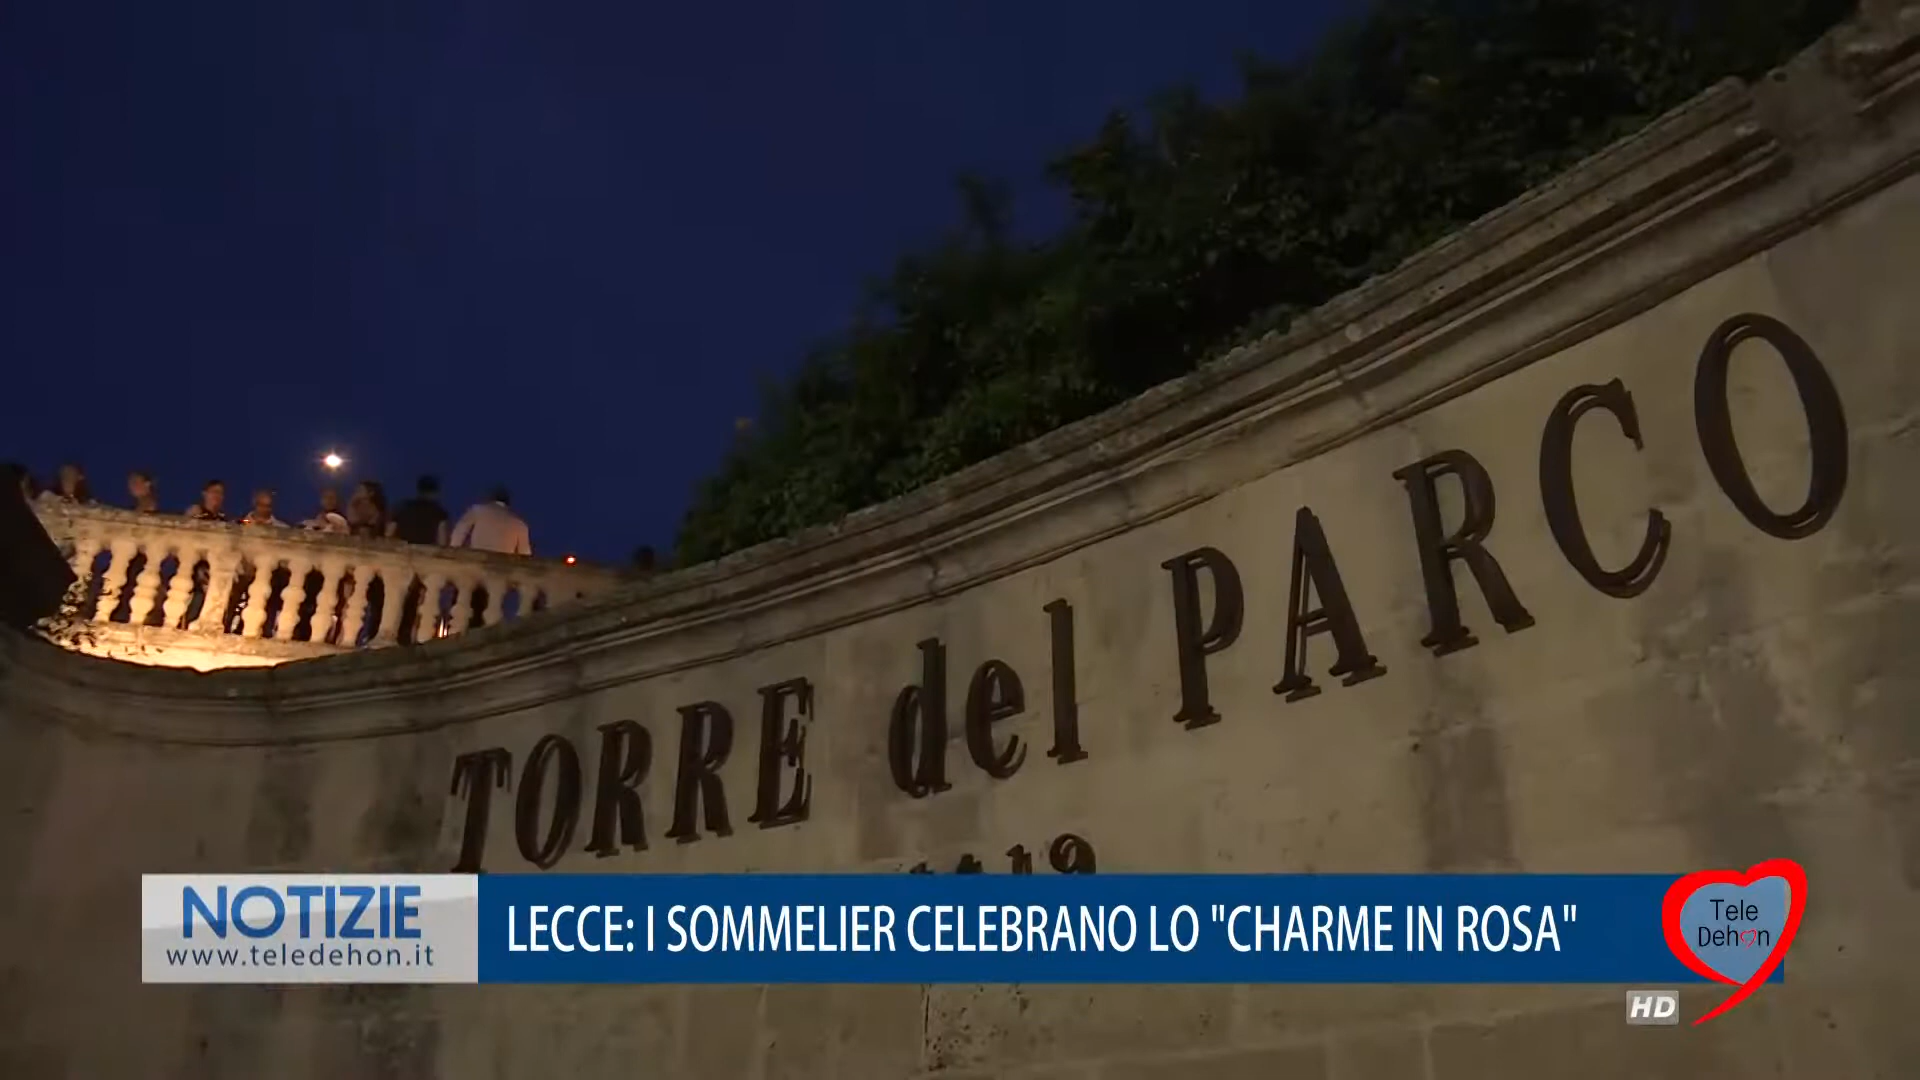 TORRE del PARCO
NOTIZIE
www.teledehon.it
LECCE: I SOMMELIER CELEBRANO LO "CHARME IN ROSA"
Tele
Dehon
HD